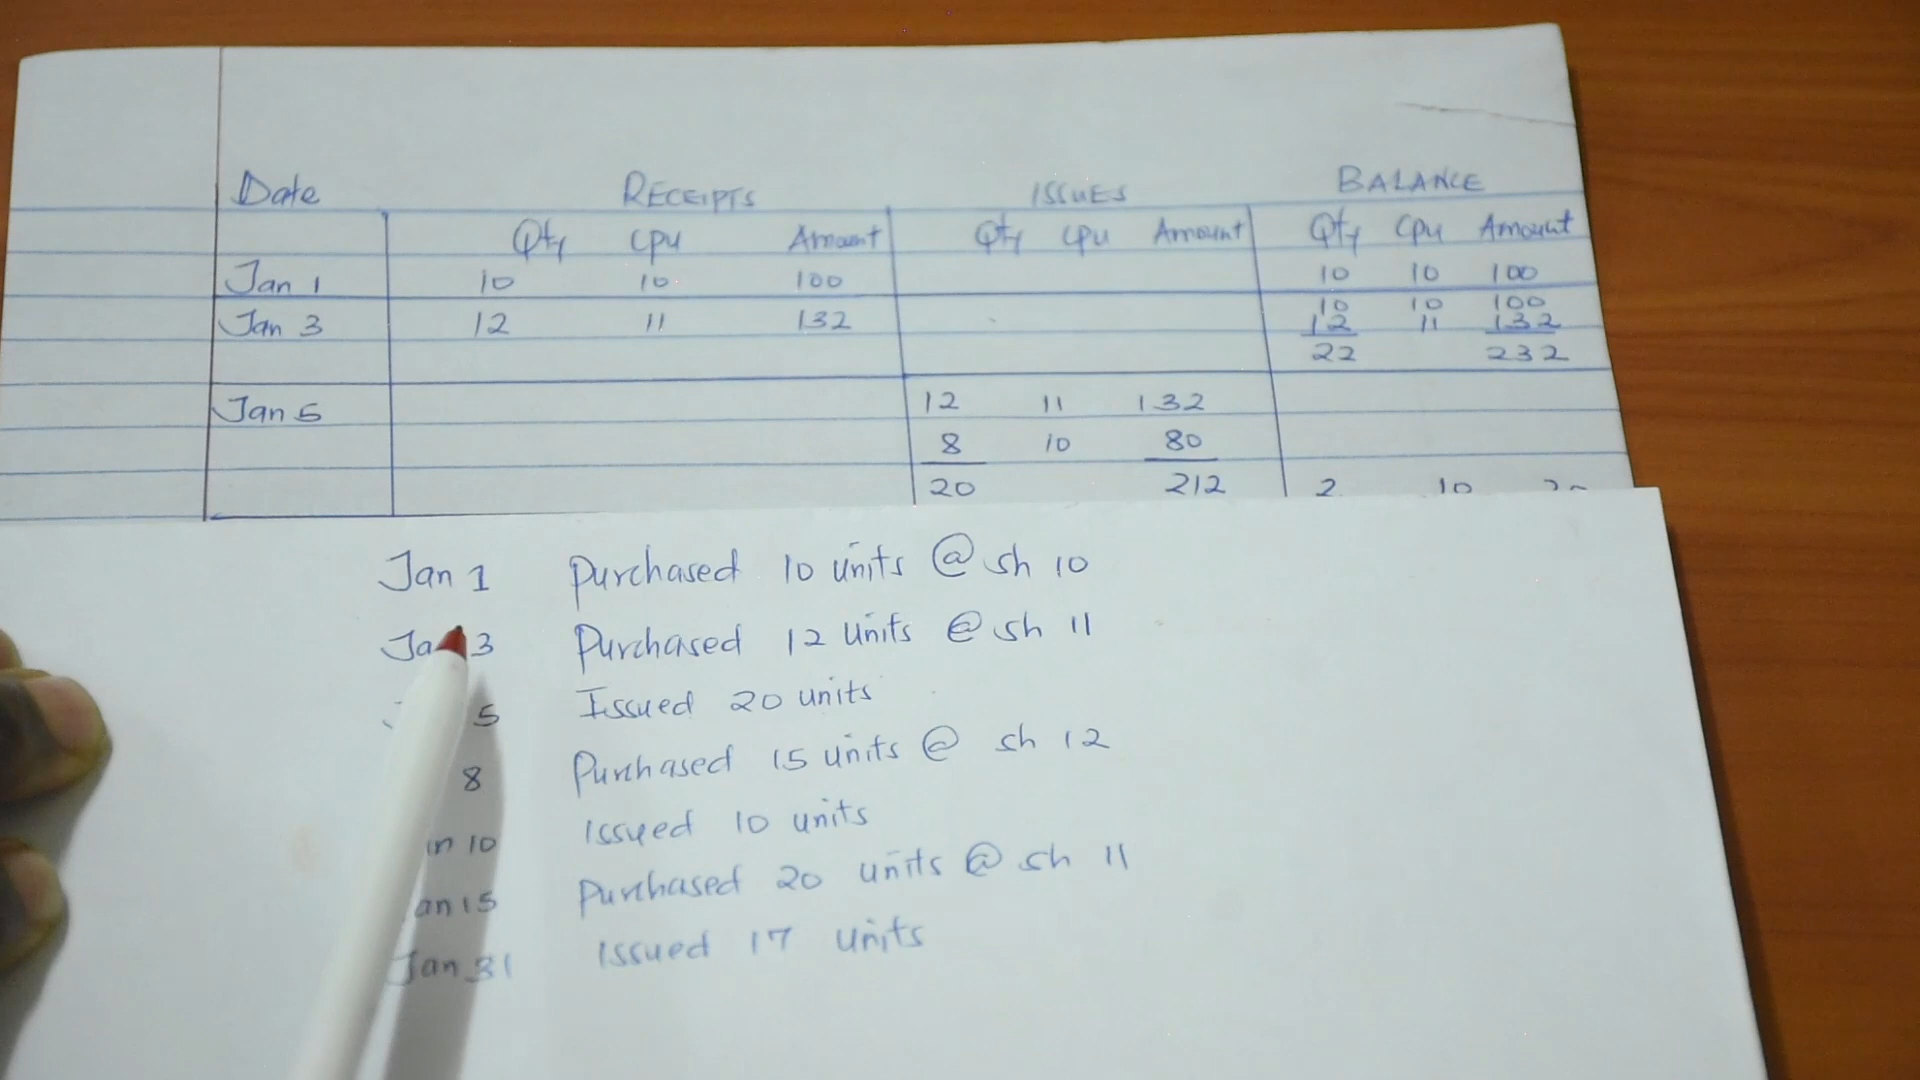 Date RECEIPTS ISSUES BALANCE
Qty cpu Amount Qty cpu Amount Qty cpu Amount
Jan 1 10 10 100 10 10 100
10 10 100
Jan 3 12 11 132 12 11 132
22 232
Jan 5 12 11 132
8 10 80
20 212 2 10
Jan 1 Purchased 10 units @ sh 10
3 Purchased 12 units @ sh 11
5 Issued 20 units
8 Purchased 15 units @ sh 12
10 Issued 10 units
15 Purchased 20 units @ sh 11
Jan 31 Issued 17 units